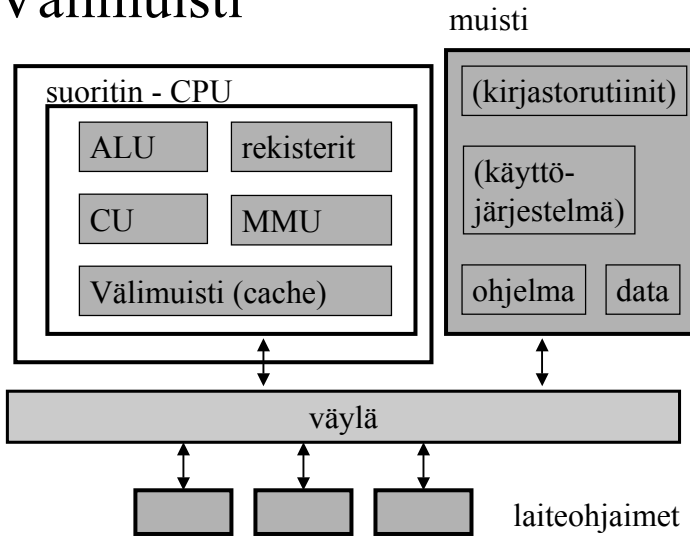 Välimuisti
muisti
suoritin - CPU
ALU
rekisterit
CU
MMU
Välimuisti (cache)
(kirjastorutiinit)
(käyttö-
järjestelmä)
ohjelma
data
väylä
laiteohjaimet